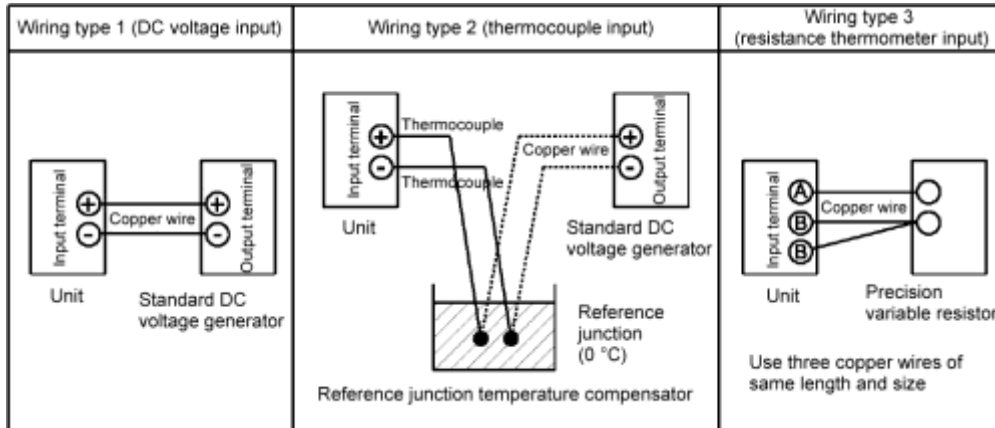 Wiring type 1 (DC voltage input)
Input terminal
+
-
Copper wire
+
-
Output terminal
Unit
Standard DC
voltage generator
Wiring type 2 (thermocouple input)
Input terminal
+
-
Thermocouple
Thermocouple
Copper wire
+
-
Output terminal
Unit
Standard DC
voltage generator
Reference
junction
(0 °C)
Reference junction temperature compensator
Wiring type 3
(resistance thermometer input)
Input terminal
A
B
B
Copper wire
Unit
Precision
variable resistor
Use three copper wires of
same length and size